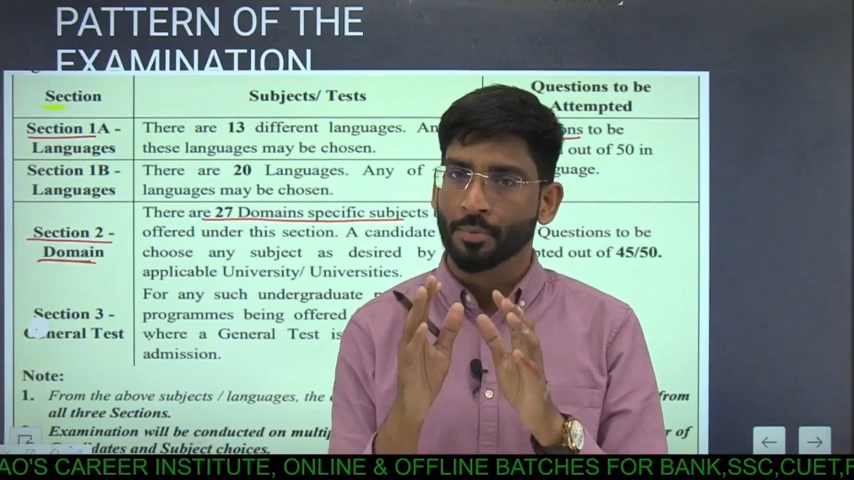 PATTERN OF THE
EXAMINATION
Section
Subjects/ Tests
Questions to be
Attempted
Section 1A -
Languages
There are 13 different languages.
these languages may be chosen.
to be
out of 50 in
Section 1B -
Languages
There are 20 Languages. Any of
languages may be chosen.
Section 2 -
Domain
There are 27 Domains specific subjects
offered under this section. A candidate
choose any subject as desired by
applicable University/ Universities.
Questions to be
out of 45/50.
Section 3 -
General Test
For any such undergraduate
programmes being offered
where a General Test is
admission.
Note:
1. From the above subjects / languages, the
from
all three Sections.
2. Examination will be conducted on
of
and Subject choices.
CAREER INSTITUTE, ONLINE & OFFLINE BATCHES FOR BANK,SSC,CUET,